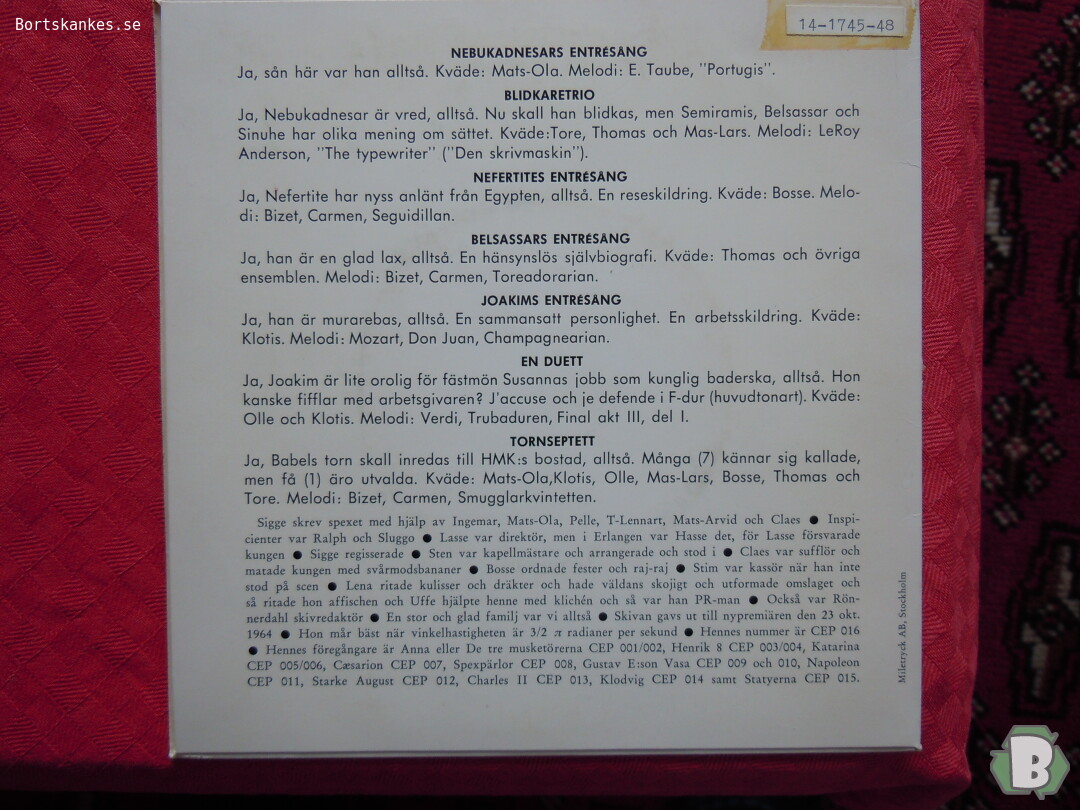 Bortskankes.se
14-1745-48
NEBUKADNESARS ENTRÉSÅNG
Ja, sån här var han alltså. Kväde: Mats-Ola. Melodi: E. Taube, "Portugis".
BLIDKARETRIO
Ja, Nebukadnesar är vred, alltså. Nu skall han blidkas, men Semiramis, Belsassar och
Sinuhe har olika mening om sättet. Kväde:Tore, Thomas och Mas-Lars. Melodi: LeRoy
Anderson, "The typewriter" ("Den skrivmaskin").
NEFERTITES ENTRÉSÅNG
Ja, Nefertite har nyss anlänt från Egypten, alltså. En reseskildring. Kväde: Bosse. Melo-
di: Bizet, Carmen, Seguidillan.
BELSASSARS ENTRÉSÅNG
Ja, han är en glad lax, alltså. En hänsynslös självbiografi. Kväde: Thomas och övriga
ensemblen. Melodi: Bizet, Carmen, Toreadorarian.
JOAKIMS ENTRÉSÅNG
Ja, han är murarebas, alltså. En sammansatt personlighet. En arbetsskildring. Kväde:
Klotis. Melodi: Mozart, Don Juan, Champagnearian.
EN DUETT
Ja, Joakim är lite orolig för fästmön Susannas jobb som kunglig baderska, alltså. Hon
kanske fifflar med arbetsgivaren? J'accuse och je defende i F-dur (huvudtonart). Kväde:
Olle och Klotis. Melodi: Verdi, Trubaduren, Final akt III, del I.
TORNSEPTETT
Ja, Babels torn skall inredas till HMK:s bostad, alltså. Många (7) kännar sig kallade,
men få (1) äro utvalda. Kväde: Mats-Ola,Klotis, Olle, Mas-Lars, Bosse, Thomas och
Tore. Melodi: Bizet, Carmen, Smugglarkvintetten.
Sigge skrev spexet med hjälp av Ingemar, Mats-Ola, Pelle, T-Lennart, Mats-Arvid och Claes ● Inspi-
cienter var Ralph och Sluggo ● Lasse var direktör, men i Erlangen var Hasse det, för Lasse försvarade
kungen ● Sigge regisserade ● Sten var kapellmästare och arrangerade och stod i ● Claes var sufflör och
matade kungen med svårmodsbananer ● Bosse ordnade fester och raj-raj ● Stim var kassör när han inte
stod på scen ● Lena ritade kulisser och dräkter och hade väldans skojigt och utformade omslaget och
så ritade hon affischen och Uffe hjälpte henne med klichén och så var han PR-man ● Också var Rön-
nerdahl skivredaktör ● En stor och glad familj var vi alltså ● Skivan gavs ut till nypremiären den 23 okt.
1964 ● Hon mår bäst när vinkelhastigheten är 3/2 π radianer per sekund ● Hennes nummer är CEP 016
● Hennes föregångare är Anna eller De tre musketörerna CEP 001/002, Henrik 8 CEP 003/004, Katarina
CEP 005/006, Cæsarion CEP 007, Spexpärlor CEP 008, Gustav E:son Vasa CEP 009 och 010, Napoleon
CEP 011, Starke August CEP 012, Charles II CEP 013, Klodvig CEP 014 samt Statyerna CEP 015.
Miletryck AB, Stockholm
B